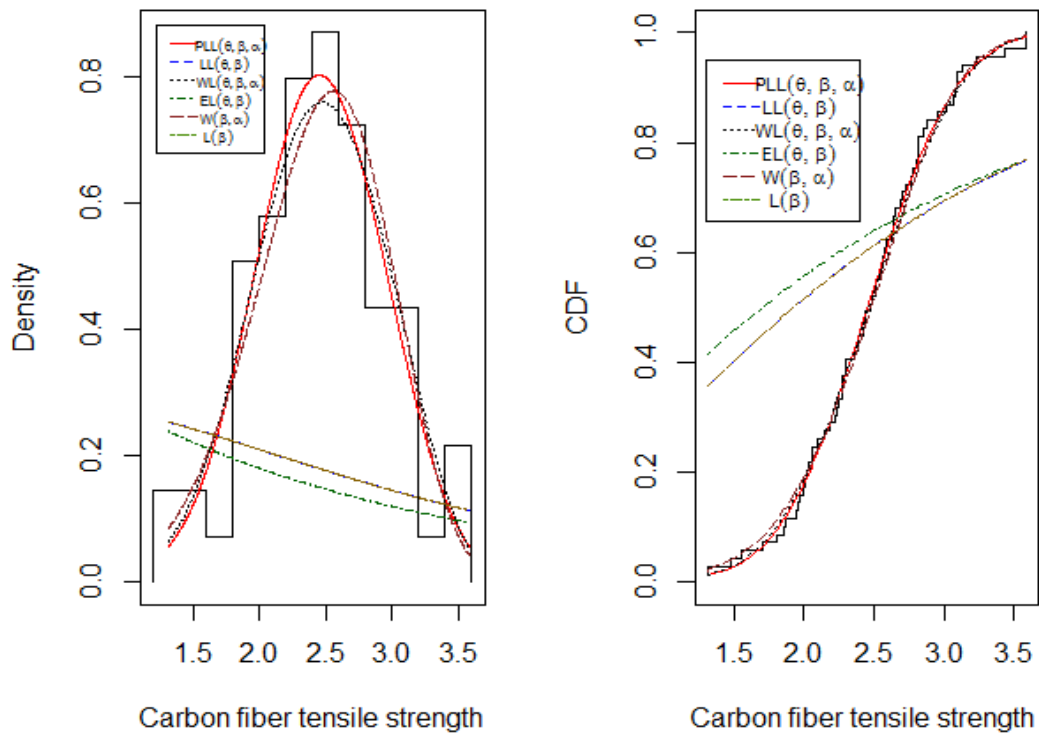 Density
0.0 0.2 0.4 0.6 0.8
PLL(θ, β, α)
LL(θ, β)
WL(θ, β, α)
EL(θ, β)
W(β, α)
L(β)
1.5 2.0 2.5 3.0 3.5
Carbon fiber tensile strength
CDF
0.0 0.2 0.4 0.6 0.8 1.0
PLL(θ, β, α)
LL(θ, β)
WL(θ, β, α)
EL(θ, β)
W(β, α)
L(β)
1.5 2.0 2.5 3.0 3.5
Carbon fiber tensile strength